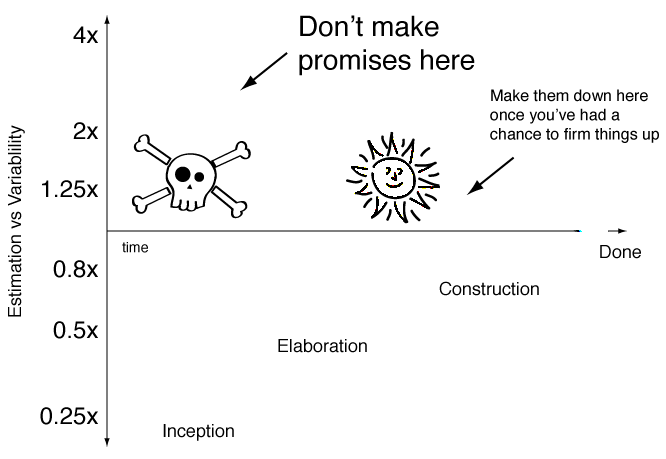 Don't make
promises here
Make them down here
once you've had a
chance to firm things up
Estimation vs Variablility
4x
2x
1.25x
0.8x
0.5x
0.25x
time
Done
Construction
Elaboration
Inception